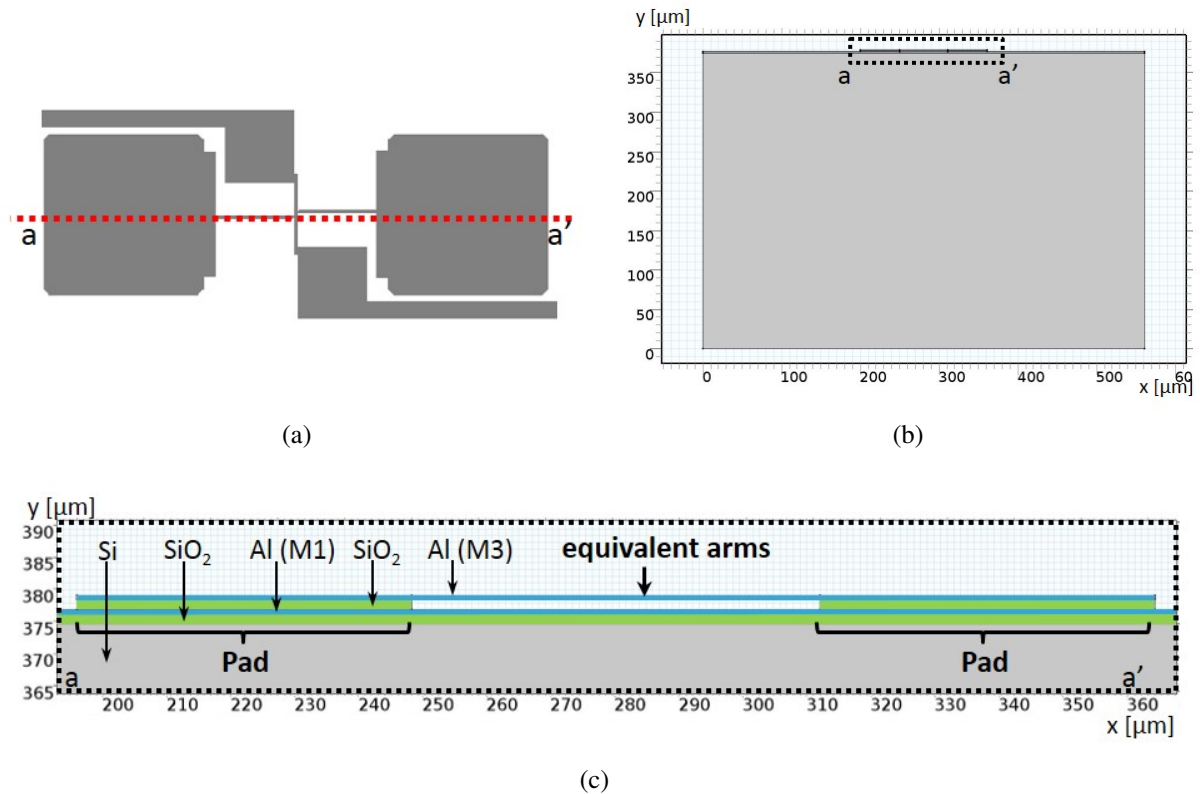 a
a’
(a)
y [µm]
350
300
250
200
150
100
50
0
a
a’
0 100 200 300 400 500 60
x [µm]
(b)
y [µm]
390
385
380
375
370
365
Si SiO2 Al (M1) SiO2 Al (M3) equivalent arms
Pad Pad
a a’
200 210 220 230 240 250 260 270 280 290 300 310 320 330 340 350 360
x [µm]
(c)